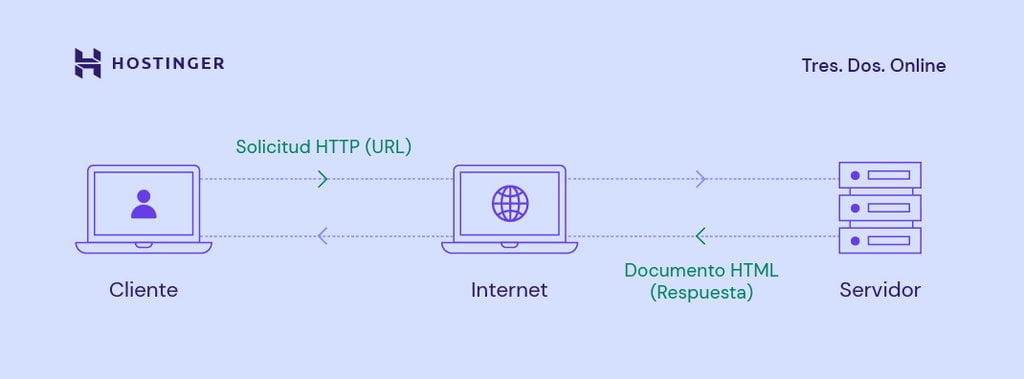 HOSTINGER
Tres. Dos. Online
Solicitud HTTP (URL)
Documento HTML
(Respuesta)
Cliente
Internet
Servidor